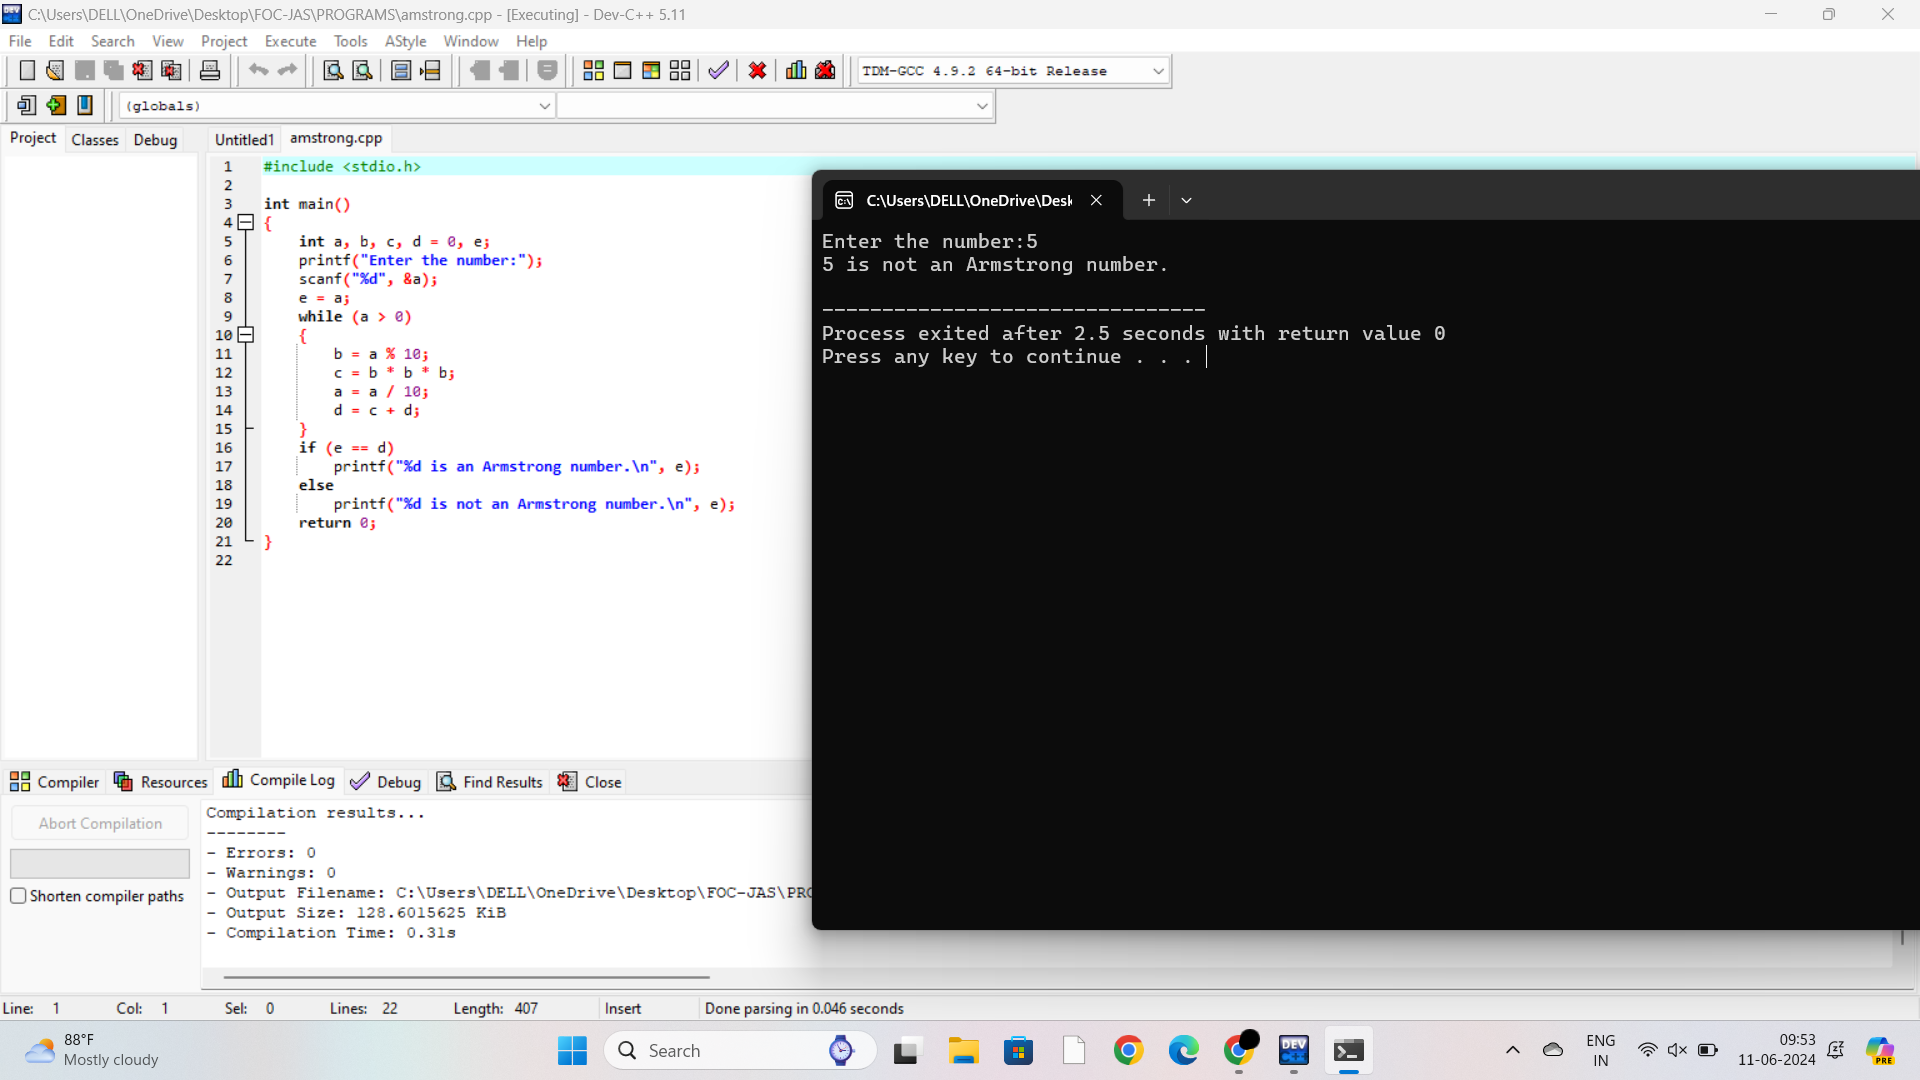 C:\Users\DELL\OneDrive\Desktop\FOC-JAS\PROGRAMS\amstrong.cpp - [Executing] - Dev-C++ 5.11
File Edit Search View Project Execute Tools AStyle Window Help
TDM-GCC 4.9.2 64-bit Release
(globals)
Project Classes Debug Untitled1 amstrong.cpp
1 #include <stdio.h>
2
3 int main()
4 {
5 int a, b, c, d = 0, e;
6 printf("Enter the number:");
7 scanf("%d", &a);
8 e = a;
9 while (a > 0)
10 {
11 b = a % 10;
12 c = b * b * b;
13 a = a / 10;
14 d = c + d;
15 }
16 if (e == d)
17 printf("%d is an Armstrong number.\n", e);
18 else
19 printf("%d is not an Armstrong number.\n", e);
20 return 0;
21 }
22
C:\Users\DELL\OneDrive\Desk
Enter the number:5
5 is not an Armstrong number.
--------------------------------
Process exited after 2.5 seconds with return value 0
Press any key to continue . . .
Compiler Resources Compile Log Debug Find Results Close
Abort Compilation
Shorten compiler paths
Compilation results...
--------
- Errors: 0
- Warnings: 0
- Output Filename: C:\Users\DELL\OneDrive\Desktop\FOC-JAS\PRO
- Output Size: 128.6015625 KiB
- Compilation Time: 0.31s
Line: 1 Col: 1 Sel: 0 Lines: 22 Length: 407 Insert Done parsing in 0.046 seconds
88°F
Mostly cloudy
Search
DEV
ENG
IN
09:53
11-06-2024
PRE